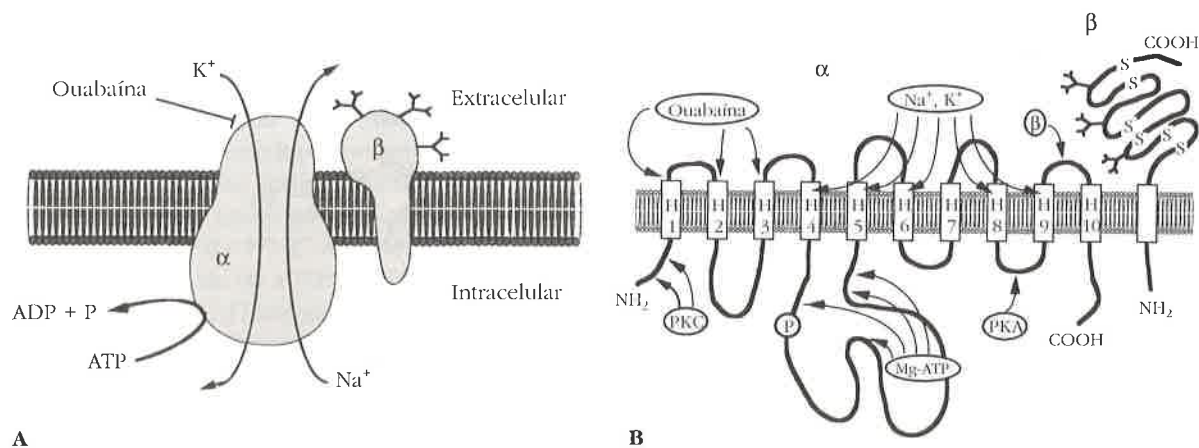 K⁺
Ouabaína
Extracelular
β
α
Intracelular
ADP + P
ATP
Na⁺
A
β
COOH
α
S
S
Ouabaína
Na⁺, K⁺
β
S
S
H 1
H 2
H 3
H 4
H 5
H 6
H 7
H 8
H 9
H 10
NH₂
PKC
P
PKA
NH₂
COOH
Mg-ATP
B